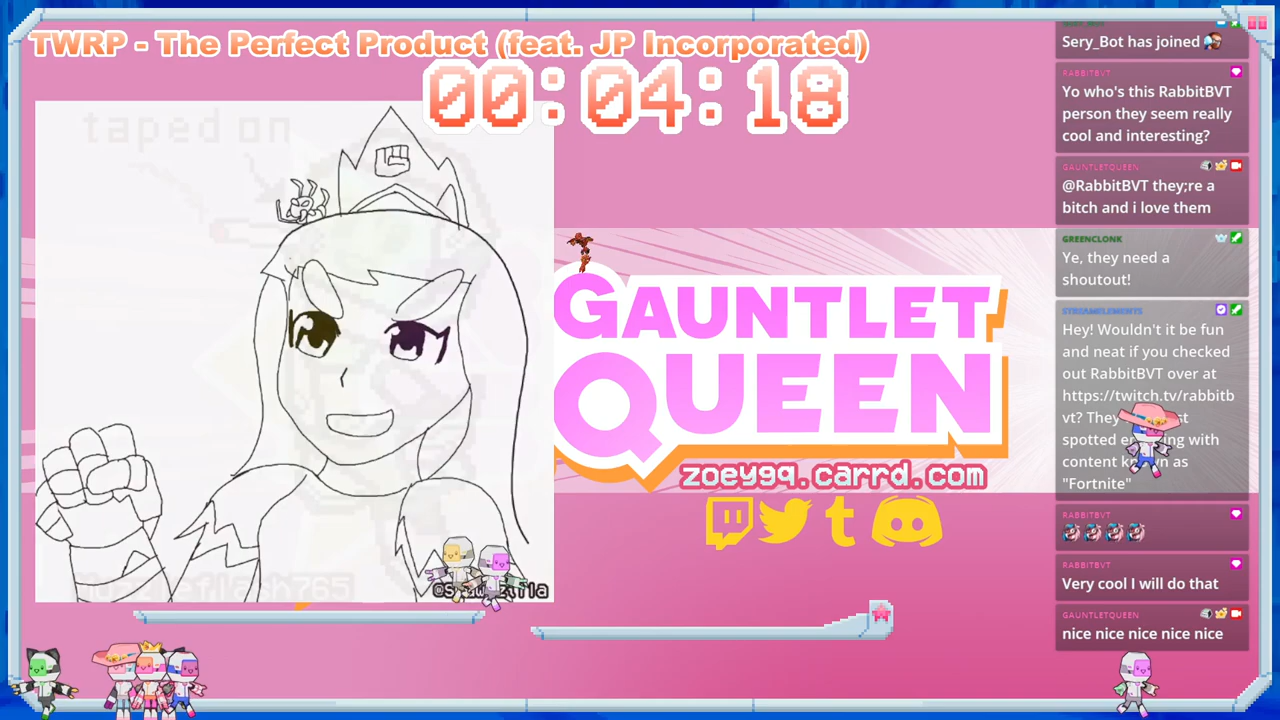 TWRP - The Perfect Product (feat. JP Incorporated)
00:04:18
taped on
GAUNTLET
QUEEN
zoey99.carrd.com
Sery_Bot has joined
RABBITBVT
Yo who's this RabbitBVT
person they seem really
cool and interesting?
GAUNTLETQUEEN
@RabbitBVT they;re a
bitch and i love them
GREENCLONK
Ye, they need a
shoutout!
STREAMELEMENTS
Hey! Wouldn't it be fun
and neat if you checked
out RabbitBVT over at
https://twitch.tv/rabbitb
vt? They
spotted
with
content
as
"Fortnite"
RABBITBVT
RABBITBVT
Very cool I will do that
GAUNTLETQUEEN
nice nice nice nice nice